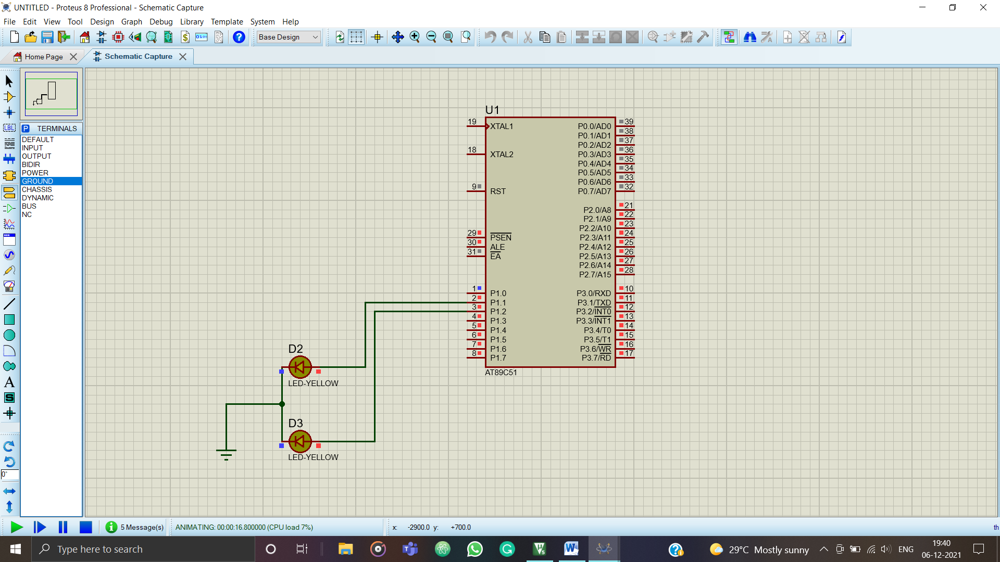 UNTITLED - Proteus 8 Professional - Schematic Capture
File Edit View Tool Design Graph Debug Library Template System Help
Base Design
Home Page
Schematic Capture
LBL
P TERMINALS
DEFAULT
INPUT
OUTPUT
BIDIR
POWER
GROUND
CHASSIS
DYNAMIC
BUS
NC
A
S
0°
U1
19 XTAL1
18 XTAL2
9 RST
29 PSEN
30 ALE
31 EA
1 P1.0
2 P1.1
3 P1.2
4 P1.3
5 P1.4
6 P1.5
7 P1.6
8 P1.7
P0.0/AD0 39
P0.1/AD1 38
P0.2/AD2 37
P0.3/AD3 36
P0.4/AD4 35
P0.5/AD5 34
P0.6/AD6 33
P0.7/AD7 32
P2.0/A8 21
P2.1/A9 22
P2.2/A10 23
P2.3/A11 24
P2.4/A12 25
P2.5/A13 26
P2.6/A14 27
P2.7/A15 28
P3.0/RXD 10
P3.1/TXD 11
P3.2/INT0 12
P3.3/INT1 13
P3.4/T0 14
P3.5/T1 15
P3.6/WR 16
P3.7/RD 17
AT89C51
D2
LED-YELLOW
D3
LED-YELLOW
5 Message(s)
ANIMATING: 00:00:16.800000 (CPU load 7%)
x: -2900.0 y: +700.0
th
Type here to search
29°C Mostly sunny
ENG
19:40
06-12-2021